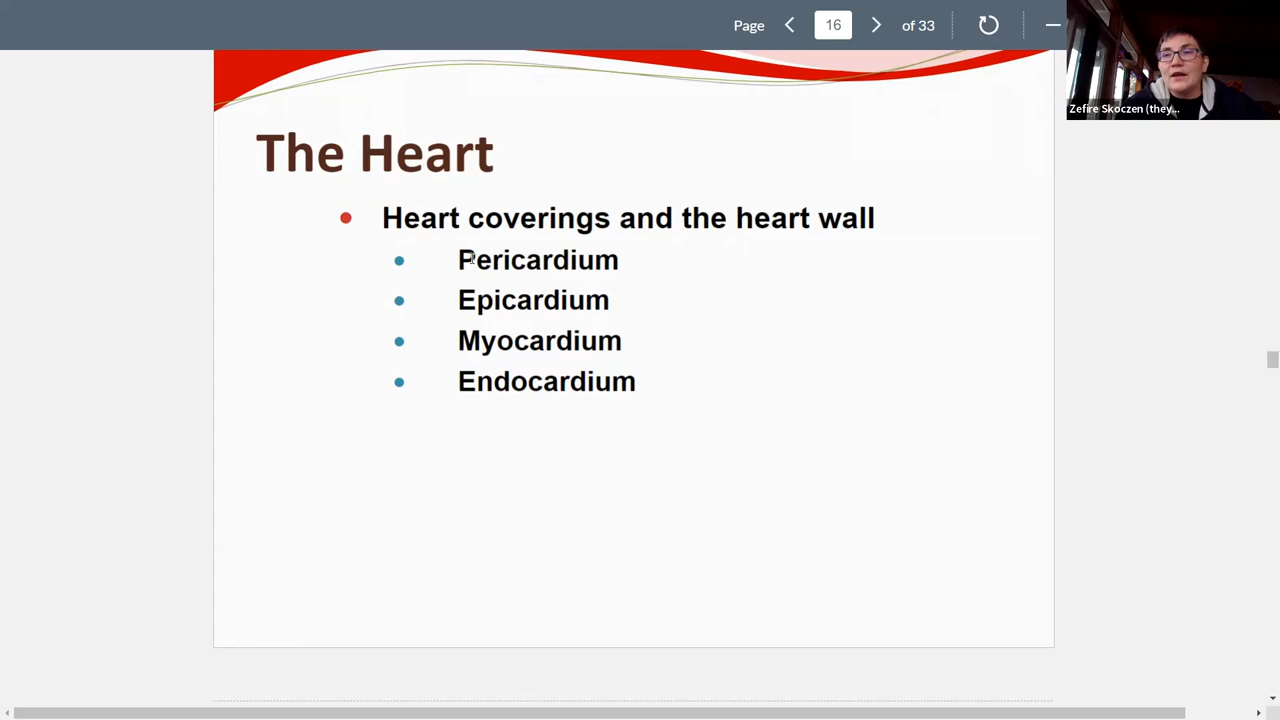 Page 16 of 33
Zefire Skoczen (they...
The Heart
Heart coverings and the heart wall
Pericardium
Epicardium
Myocardium
Endocardium